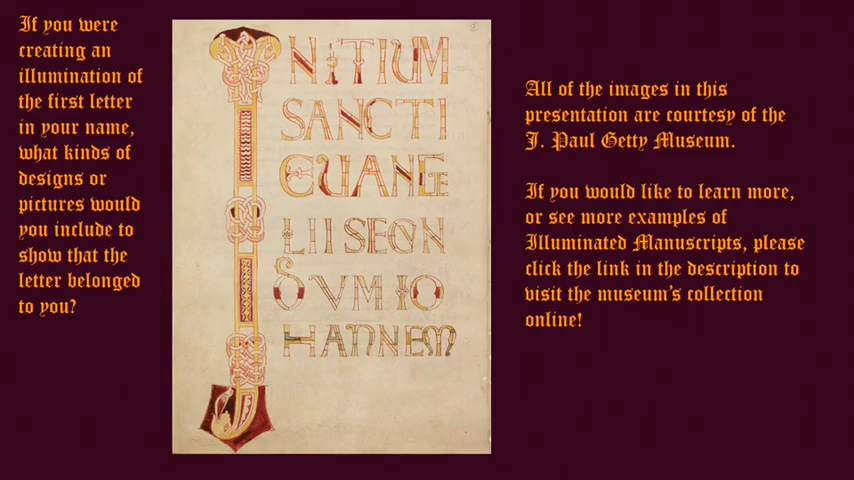 If you were
creating an
illumination of
the first letter
in your name,
what kinds of
designs or
pictures would
you include to
show that the
letter belonged
to you?
INITIUM
SANCTI
EUANGE
LII SECŌN
DVM IO
HANNEM
All of the images in this
presentation are courtesy of the
J. Paul Getty Museum.
If you would like to learn more,
or see more examples of
Illuminated Manuscripts, please
click the link in the description to
visit the museum's collection
online!